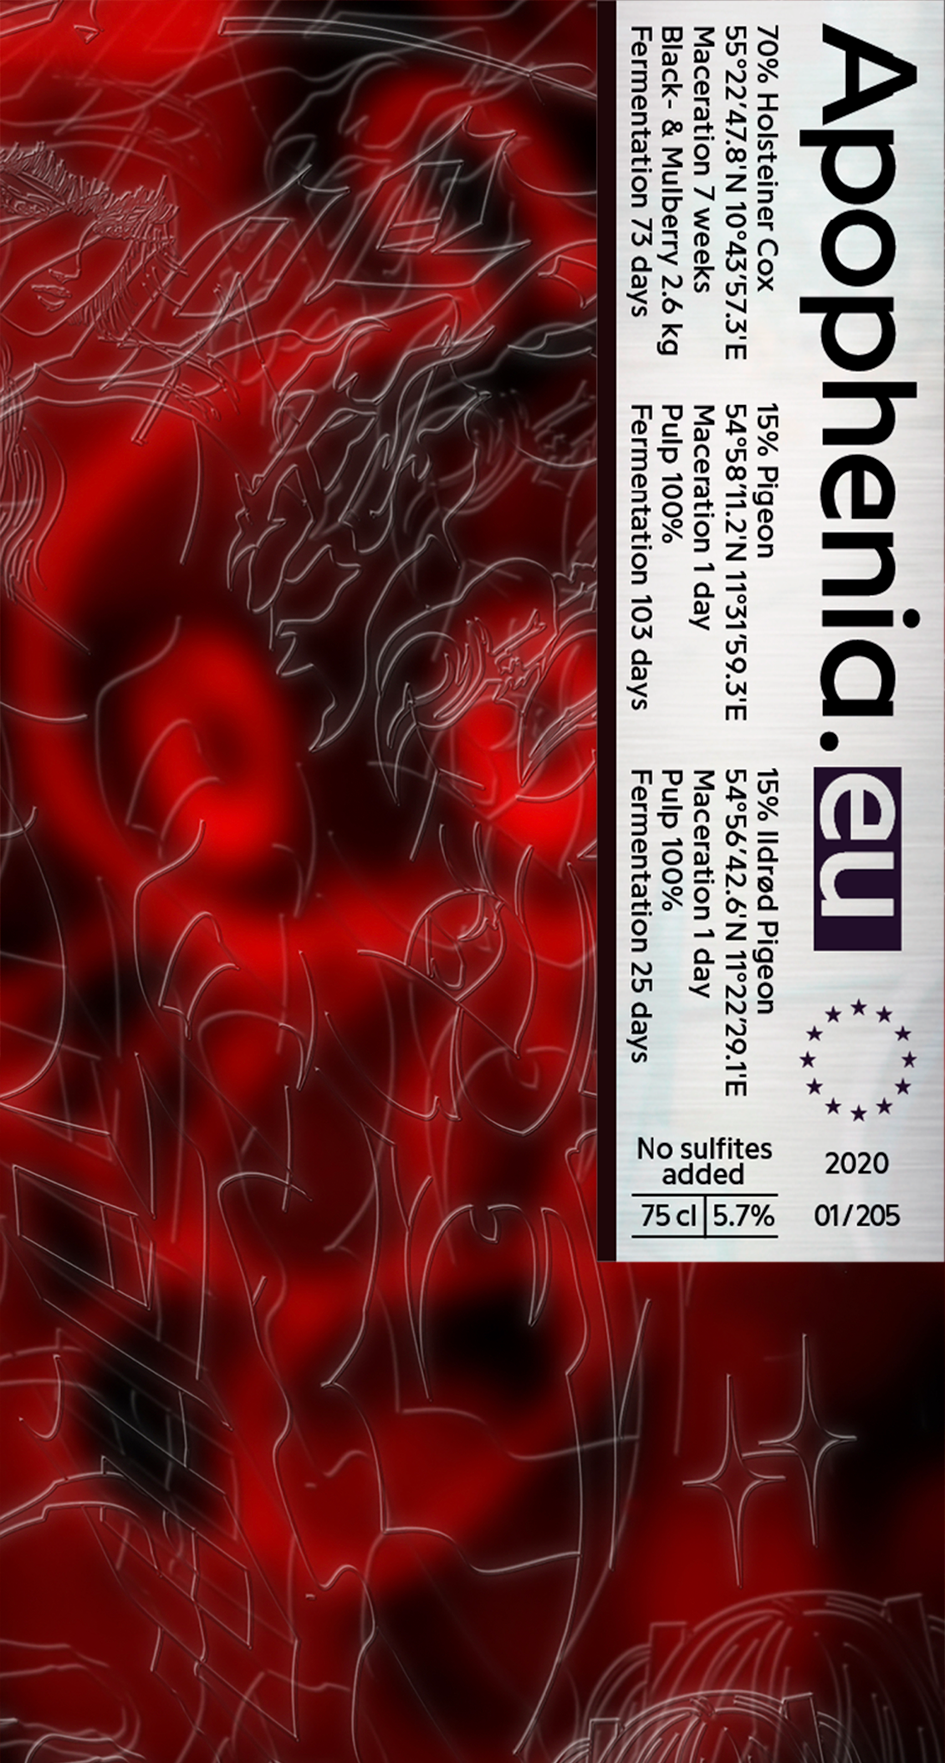 Apophenia.eu
70% Holsteiner Cox
55°22'47.8'N 10°43'57.3'E
Maceration 7 weeks
Black- & Mulberry 2.6 kg
Fermentation 73 days
15% Pigeon
54°58'11.2'N 11°31'59.3'E
Maceration 1 day
Pulp 100%
Fermentation 103 days
15% Ildrød Pigeon
54°56'42.6'N 11°22'29.1'E
Maceration 1 day
Pulp 100%
Fermentation 25 days
No sulfites
added
75 cl 5.7%
2020
01/205